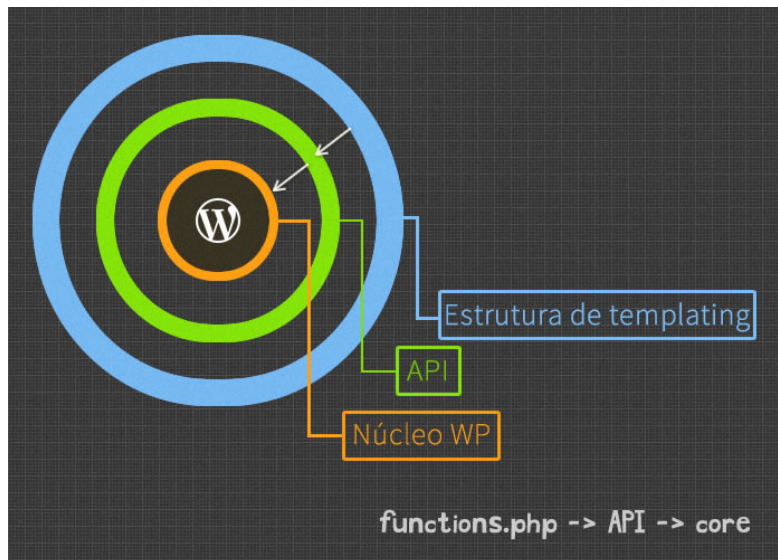 Estrutura de templating
API
Núcleo WP
functions.php -> API -> core